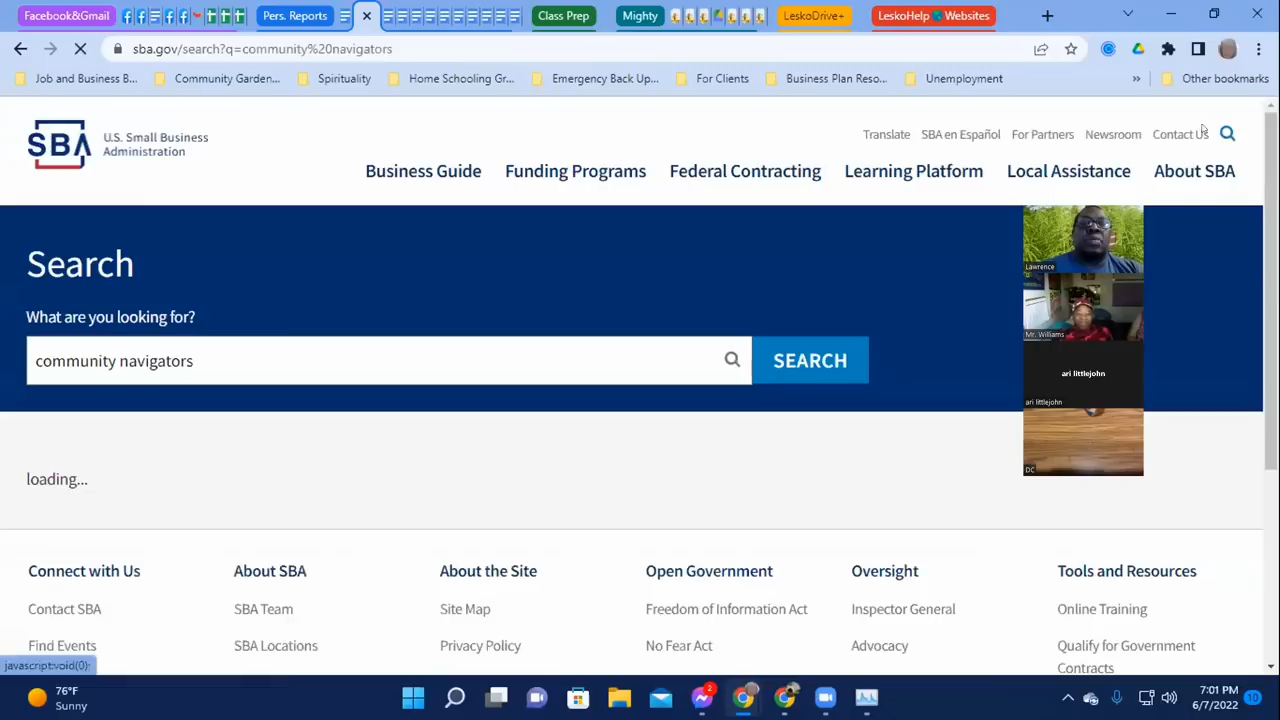 Facebook&Gmail
Pers. Reports
Class Prep
Mighty
LeskoDrive+
LeskoHelp Websites
sba.gov/search?q=community%20navigators
Job and Business B...
Community Garden...
Spirituality
Home Schooling Gr...
Emergency Back Up...
For Clients
Business Plan Reso...
Unemployment
»
Other bookmarks
SBA
U.S. Small Business
Administration
Translate
SBA en Español
For Partners
Newsroom
Contact Us
Business Guide
Funding Programs
Federal Contracting
Learning Platform
Local Assistance
About SBA
Search
What are you looking for?
community navigators
SEARCH
Lawrence
Mr. Williams
ari littlejohn
ari littlejohn
DC
loading...
Connect with Us
About SBA
About the Site
Open Government
Oversight
Tools and Resources
Contact SBA
SBA Team
Site Map
Freedom of Information Act
Inspector General
Online Training
Find Events
SBA Locations
Privacy Policy
No Fear Act
Advocacy
Qualify for Government
Contracts
javascript:void(0);
76°F
Sunny
2
7:01 PM
6/7/2022
10